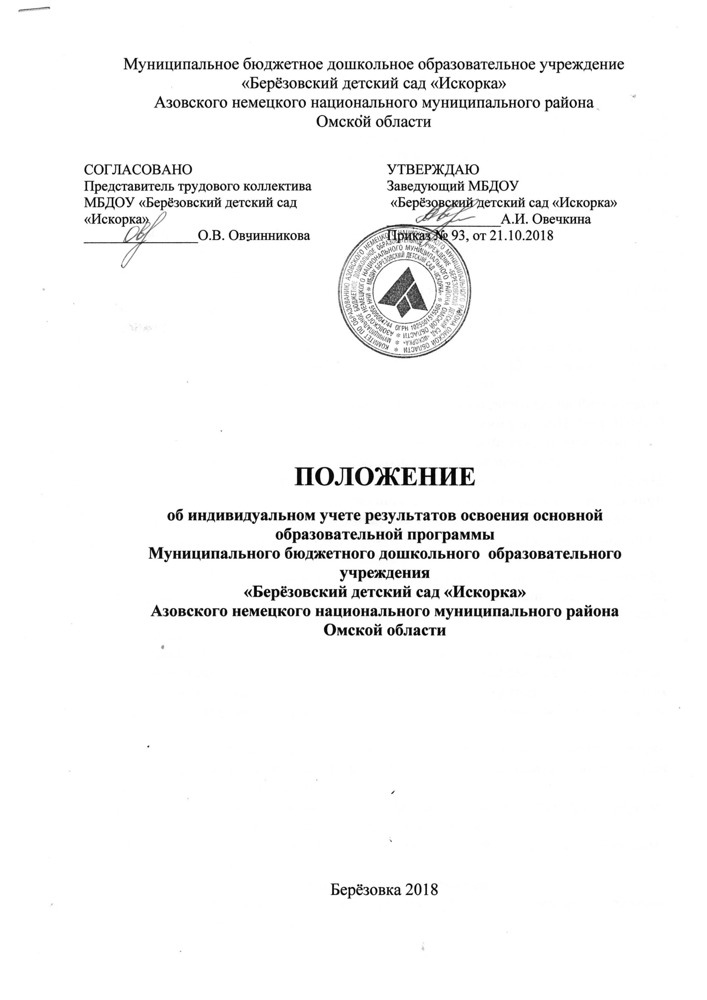 Муниципальное бюджетное дошкольное образовательное учреждение
«Берёзовский детский сад «Искорка»
Азовского немецкого национального муниципального района
Омской области
СОГЛАСОВАНО
Представитель трудового коллектива
МБДОУ «Берёзовский детский сад
«Искорка»
________________О.В. Овчинникова
УТВЕРЖДАЮ
Заведующий МБДОУ
«Берёзовский детский сад «Искорка»
________________А.И. Овечкина
Приказ № 93, от 21.10.2018
КОМИТЕТ ПО ОБРАЗОВАНИЮ АЗОВСКОГО НЕМЕЦКОГО НАЦИОНАЛЬНОГО МУНИЦИПАЛЬНОГО РАЙОНА ОМСКОЙ ОБЛАСТИ *
МУНИЦИПАЛЬНОЕ БЮДЖЕТНОЕ ДОШКОЛЬНОЕ ОБРАЗОВАТЕЛЬНОЕ УЧРЕЖДЕНИЕ «БЕРЕЗОВСКИЙ ДЕТСКИЙ САД «ИСКОРКА» *
АЗОВСКОГО НЕМЕЦКОГО НАЦИОНАЛЬНОГО МУНИЦИПАЛЬНОГО РАЙОНА ОМСКОЙ ОБЛАСТИ *
* МБДОУ БЕРЕЗОВСКИЙ ДЕТСКИЙ САД «ИСКОРКА» *
ИНН 5509004744 ОГРН 1025501515566
ПОЛОЖЕНИЕ
об индивидуальном учете результатов освоения основной
образовательной программы
Муниципального бюджетного дошкольного образовательного
учреждения
«Берёзовский детский сад «Искорка»
Азовского немецкого национального муниципального района
Омской области
Берёзовка 2018